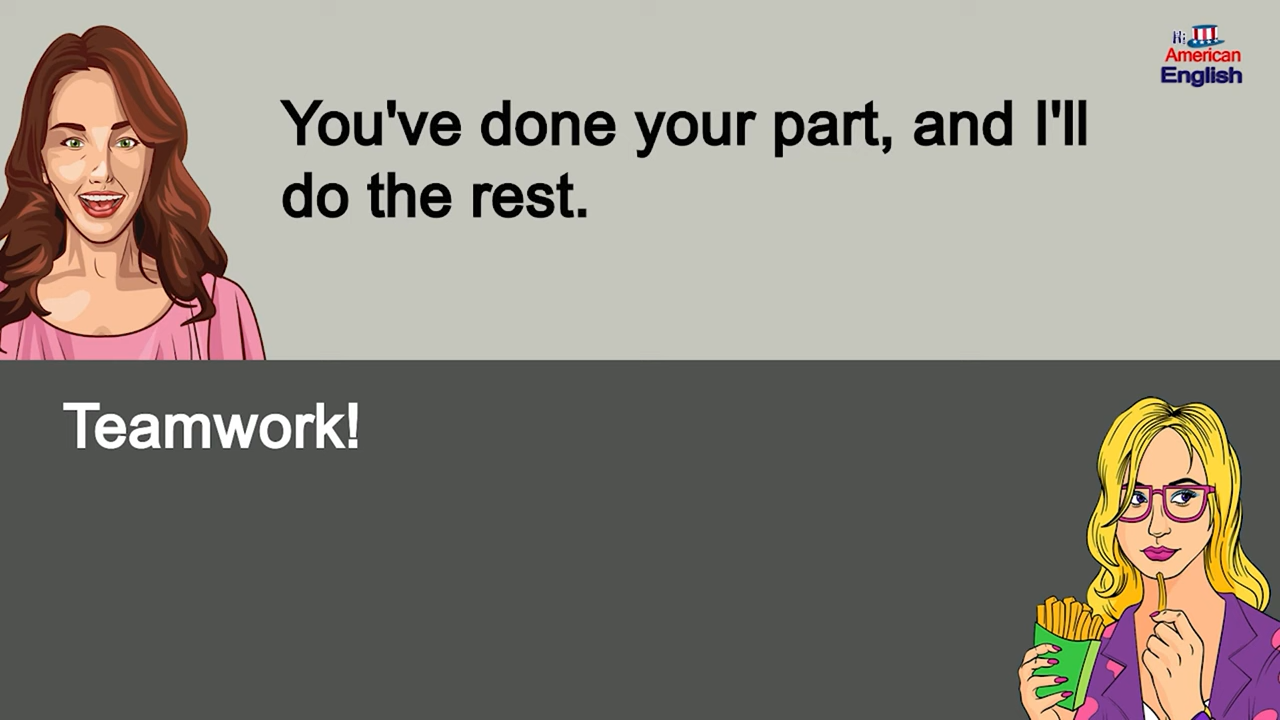 Hi
American
English
You've done your part, and I'll
do the rest.
Teamwork!